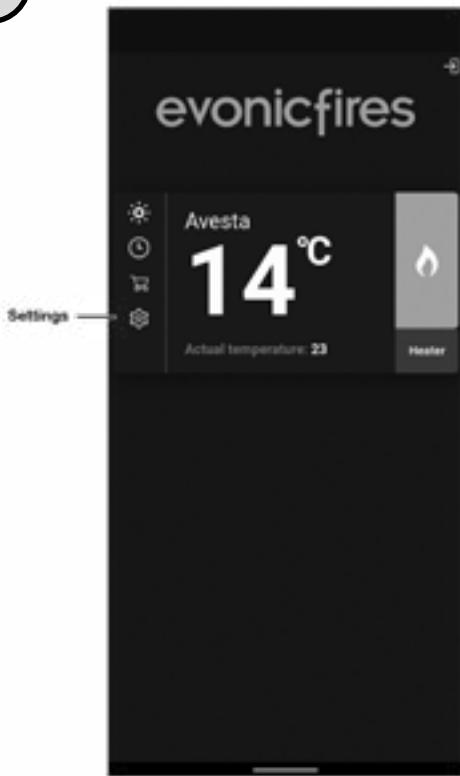 evonicfires
Avesta
14°C
Settings
Actual temperature: 23
Heater